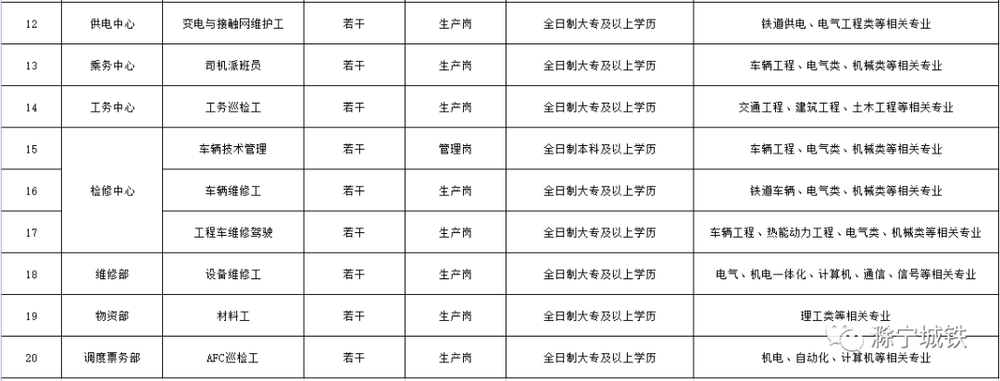 12 供电中心 变电与接触网维护工 若干 生产岗 全日制大专及以上学历 铁道供电、电气工程类等相关专业
13 乘务中心 司机派班员 若干 生产岗 全日制大专及以上学历 车辆工程、电气类、机械类等相关专业
14 工务中心 工务巡检工 若干 生产岗 全日制大专及以上学历 交通工程、建筑工程、土木工程等相关专业
15 检修中心 车辆技术管理 若干 管理岗 全日制本科及以上学历 车辆工程、电气类、机械类等相关专业
16 车辆维修工 若干 生产岗 全日制大专及以上学历 铁道车辆、电气类、机械类等相关专业
17 工程车维修驾驶 若干 生产岗 全日制大专及以上学历 车辆工程、热能动力工程、电气类、机械类等相关专业
18 维修部 设备维修工 若干 生产岗 全日制大专及以上学历 电气、机电一体化、计算机、通信、信号等相关专业
19 物资部 材料工 若干 生产岗 全日制大专及以上学历 理工类等相关专业
滁宁城铁
20 调度票务部 AFC巡检工 若干 生产岗 全日制大专及以上学历 机电、自动化、计算机等相关专业